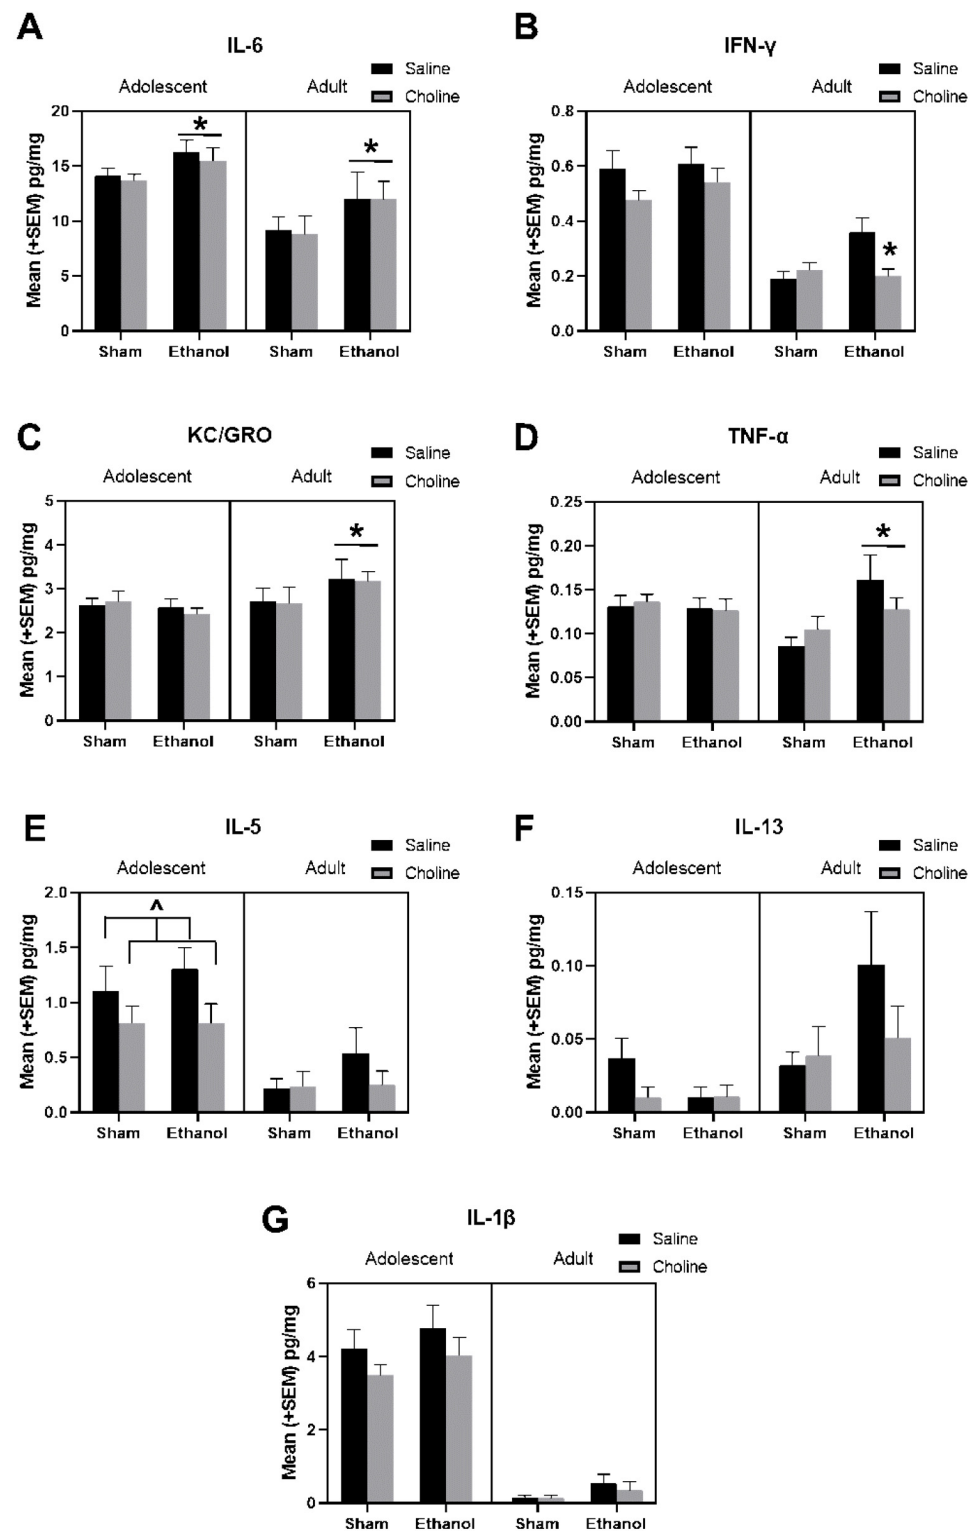 A
IL-6
Adolescent
Adult
Saline
Choline
Mean (+SEM) pg/mg
20
15
10
5
0
*
*
Sham
Ethanol
Sham
Ethanol
B
IFN-γ
Adolescent
Adult
Saline
Choline
Mean (+SEM) pg/mg
0.8
0.6
0.4
0.2
0.0
*
Sham
Ethanol
Sham
Ethanol
C
KC/GRO
Adolescent
Adult
Saline
Choline
Mean (+SEM) pg/mg
5
4
3
2
1
0
*
Sham
Ethanol
Sham
Ethanol
D
TNF-α
Adolescent
Adult
Saline
Choline
Mean (+SEM) pg/mg
0.25
0.20
0.15
0.10
0.05
0.00
*
Sham
Ethanol
Sham
Ethanol
E
IL-5
Adolescent
Adult
Saline
Choline
Mean (+SEM) pg/mg
2.0
1.5
1.0
0.5
0.0
^
Sham
Ethanol
Sham
Ethanol
F
IL-13
Adolescent
Adult
Saline
Choline
Mean (+SEM) pg/mg
0.15
0.10
0.05
0.00
Sham
Ethanol
Sham
Ethanol
G
IL-1β
Adolescent
Adult
Saline
Choline
Mean (+SEM) pg/mg
6
4
2
0
Sham
Ethanol
Sham
Ethanol